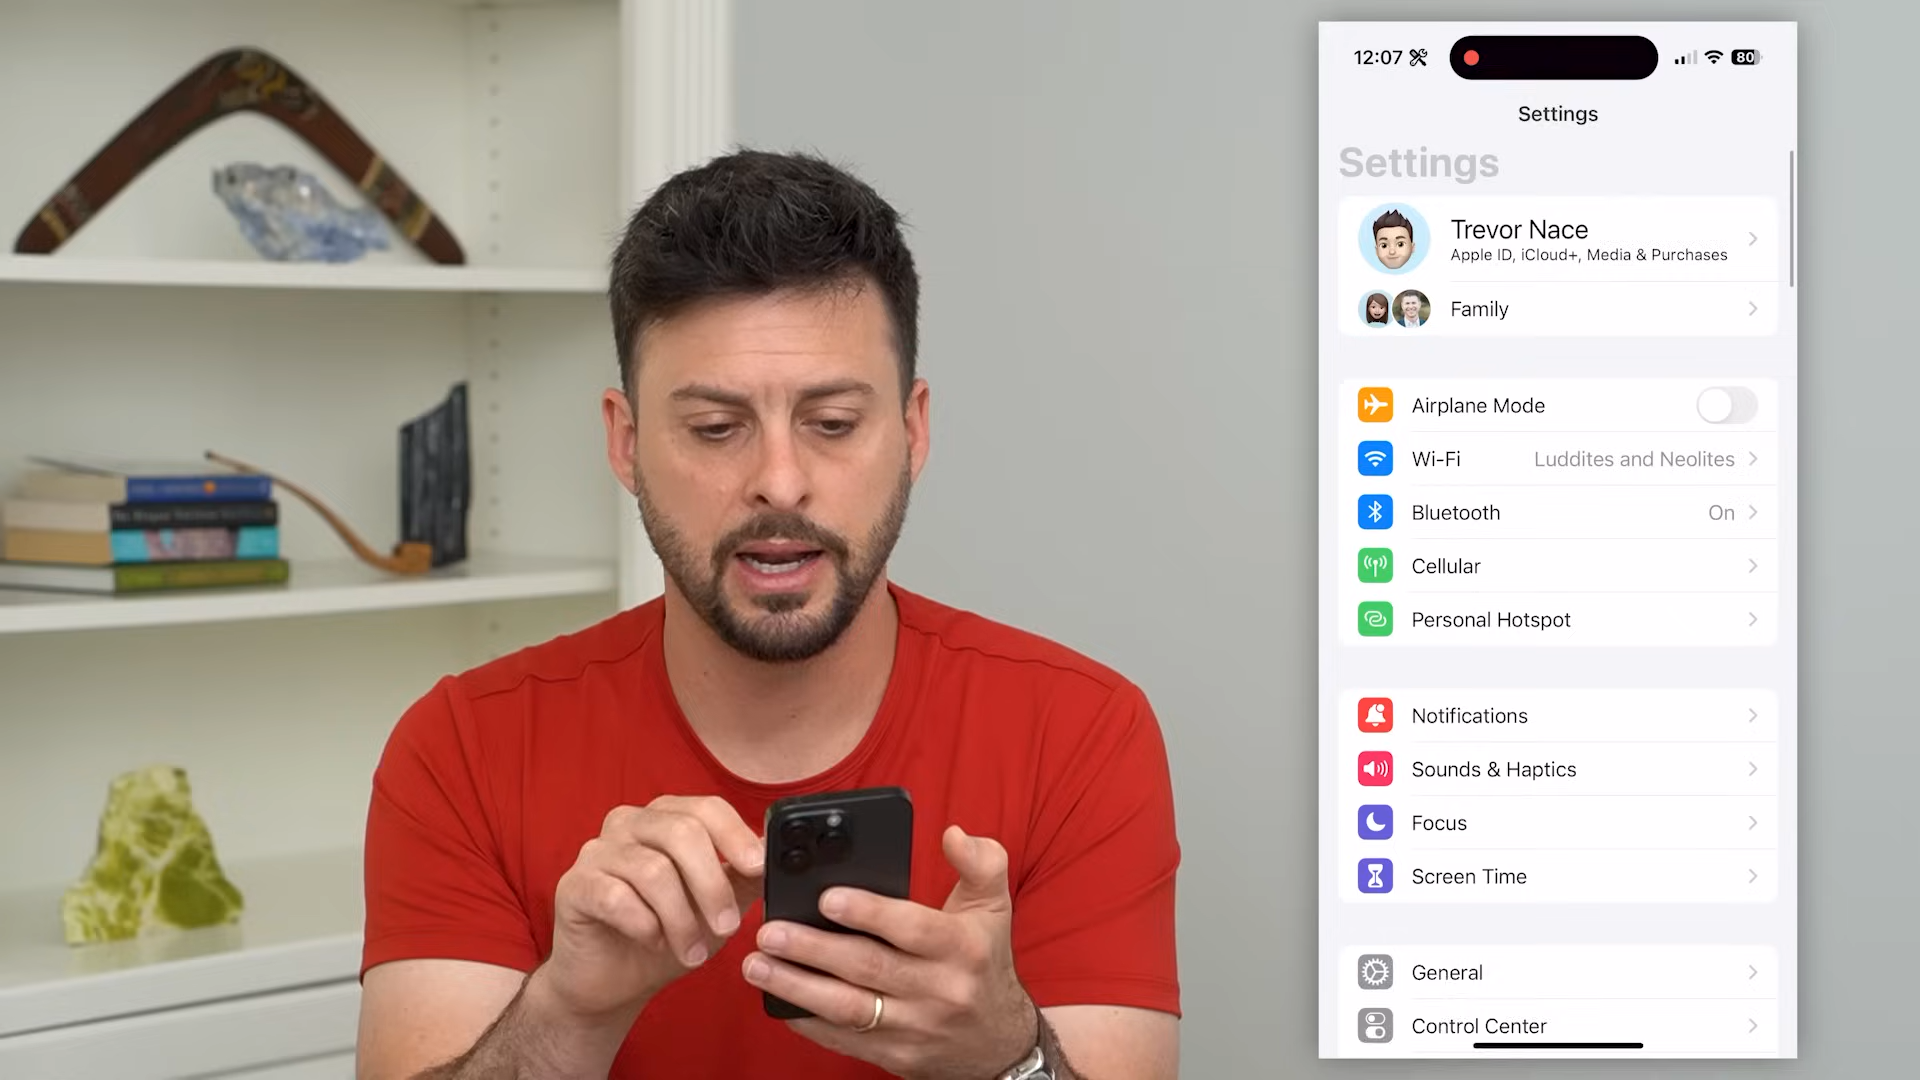 12:07
80
Settings
Settings
Trevor Nace
Apple ID, iCloud+, Media & Purchases
Family
Airplane Mode
Wi-Fi Luddites and Neolites
Bluetooth On
Cellular
Personal Hotspot
Notifications
Sounds & Haptics
Focus
Screen Time
General
Control Center